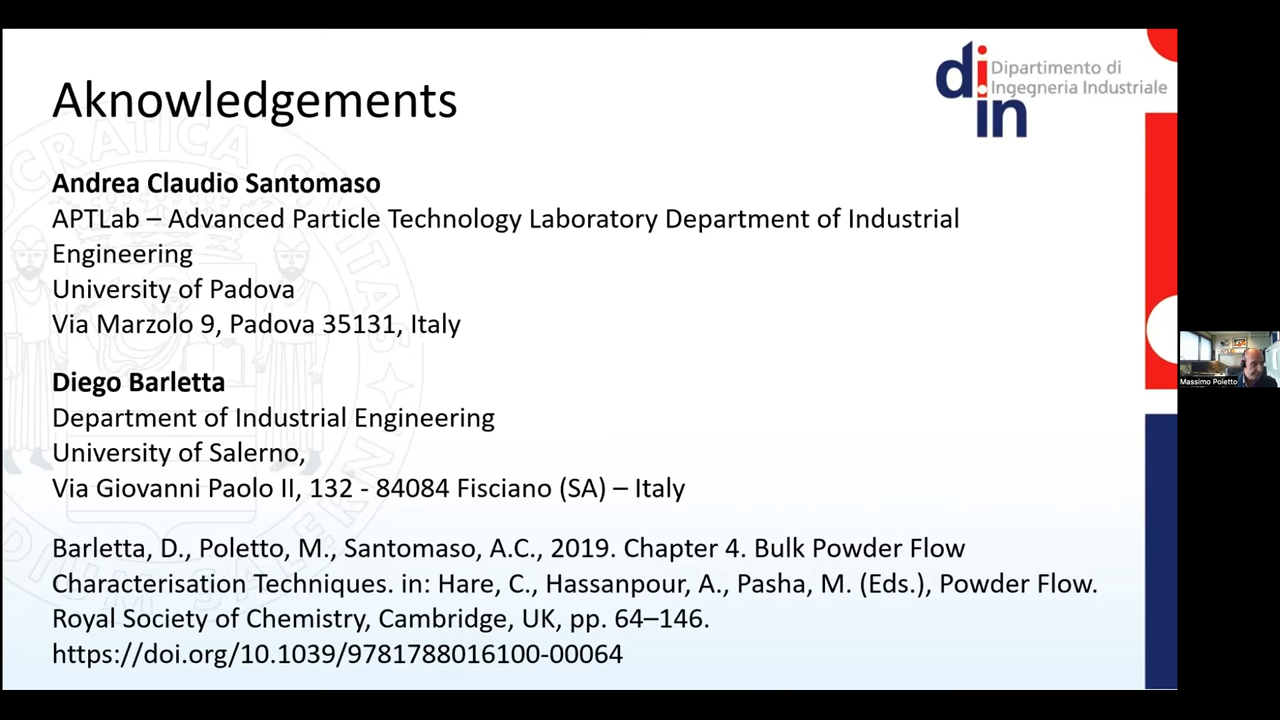 Aknowledgements
din
Dipartimento di
Ingegneria Industriale
Andrea Claudio Santomaso
APTLab – Advanced Particle Technology Laboratory Department of Industrial
Engineering
University of Padova
Via Marzolo 9, Padova 35131, Italy
Diego Barletta
Department of Industrial Engineering
University of Salerno,
Via Giovanni Paolo II, 132 - 84084 Fisciano (SA) – Italy
Barletta, D., Poletto, M., Santomaso, A.C., 2019. Chapter 4. Bulk Powder Flow
Characterisation Techniques. in: Hare, C., Hassanpour, A., Pasha, M. (Eds.), Powder Flow.
Royal Society of Chemistry, Cambridge, UK, pp. 64–146.
https://doi.org/10.1039/9781788016100-00064
Massimo Poletto